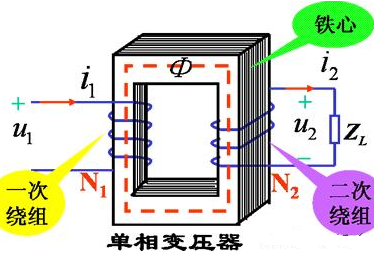 铁心
Φ
i₁
i₂
+
+
u₁
u₂
Z_L
−
N₁
N₂
一次
绕组
二次
绕组
单相变压器